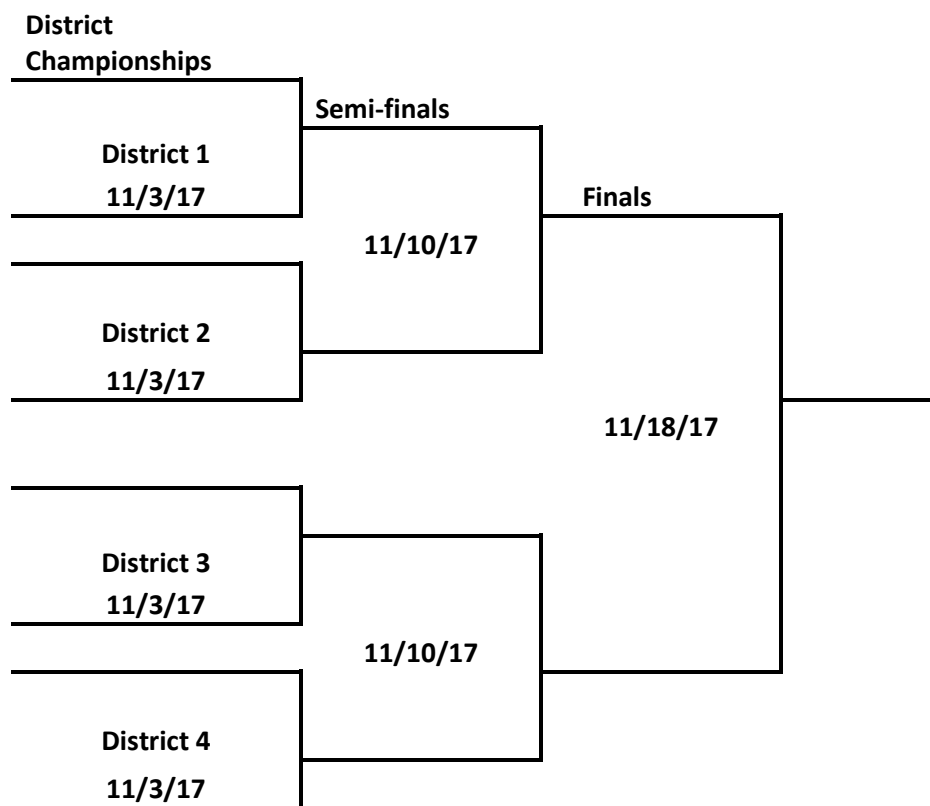 District
Championships
Semi-finals
District 1
11/3/17
Finals
11/10/17
District 2
11/3/17
11/18/17
District 3
11/3/17
11/10/17
District 4
11/3/17